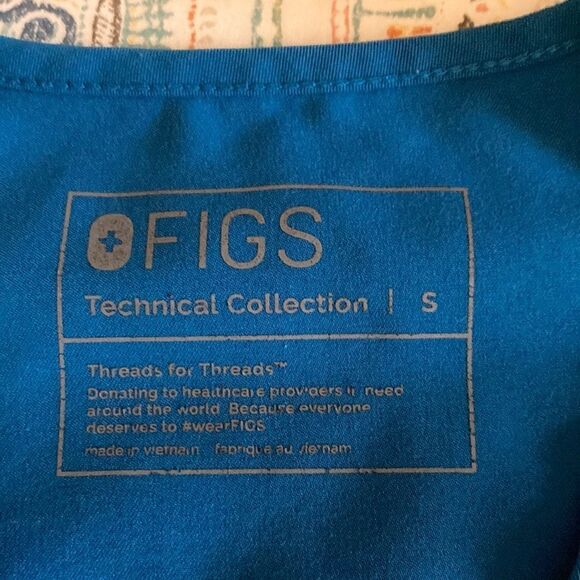 FIGS
Technical Collection | S
Threads for Threads™
Donating to healthcare providers in need
around the world. Because everyone
deserves to #wearFIGS
made in vietnam fabriqué au vietnam